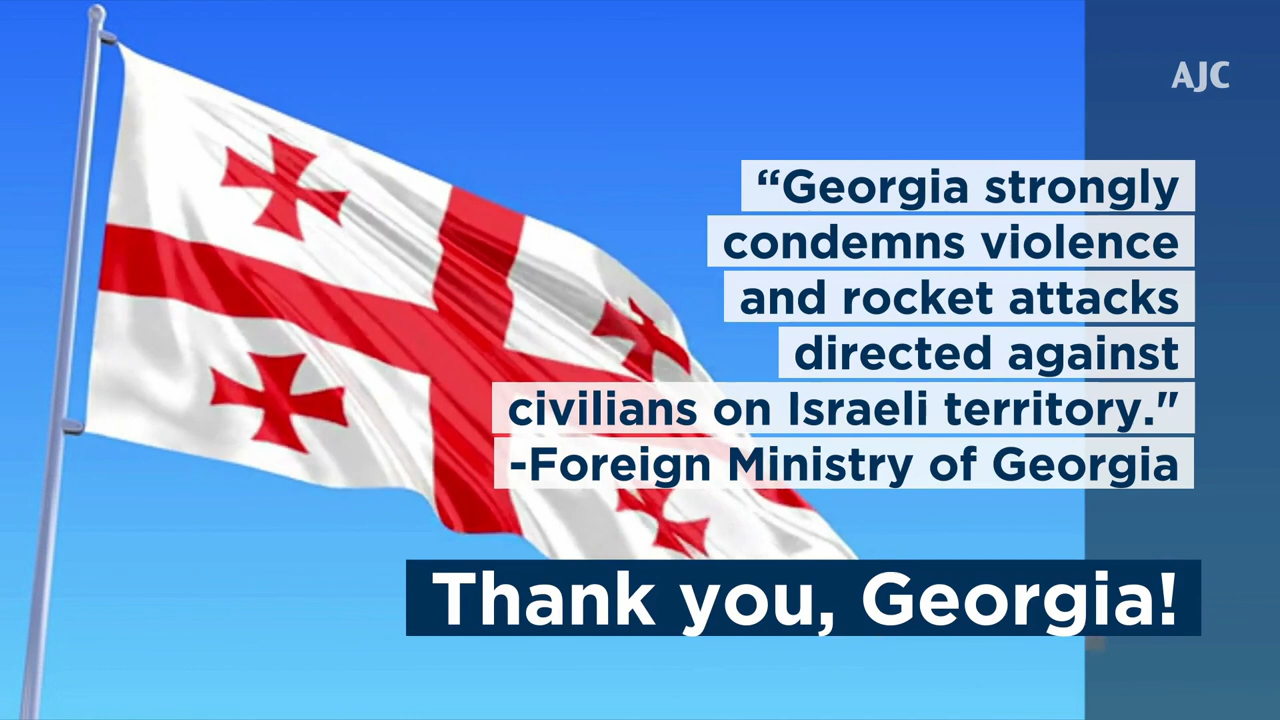 AJC
“Georgia strongly
condemns violence
and rocket attacks
directed against
civilians on Israeli territory."
-Foreign Ministry of Georgia
Thank you, Georgia!